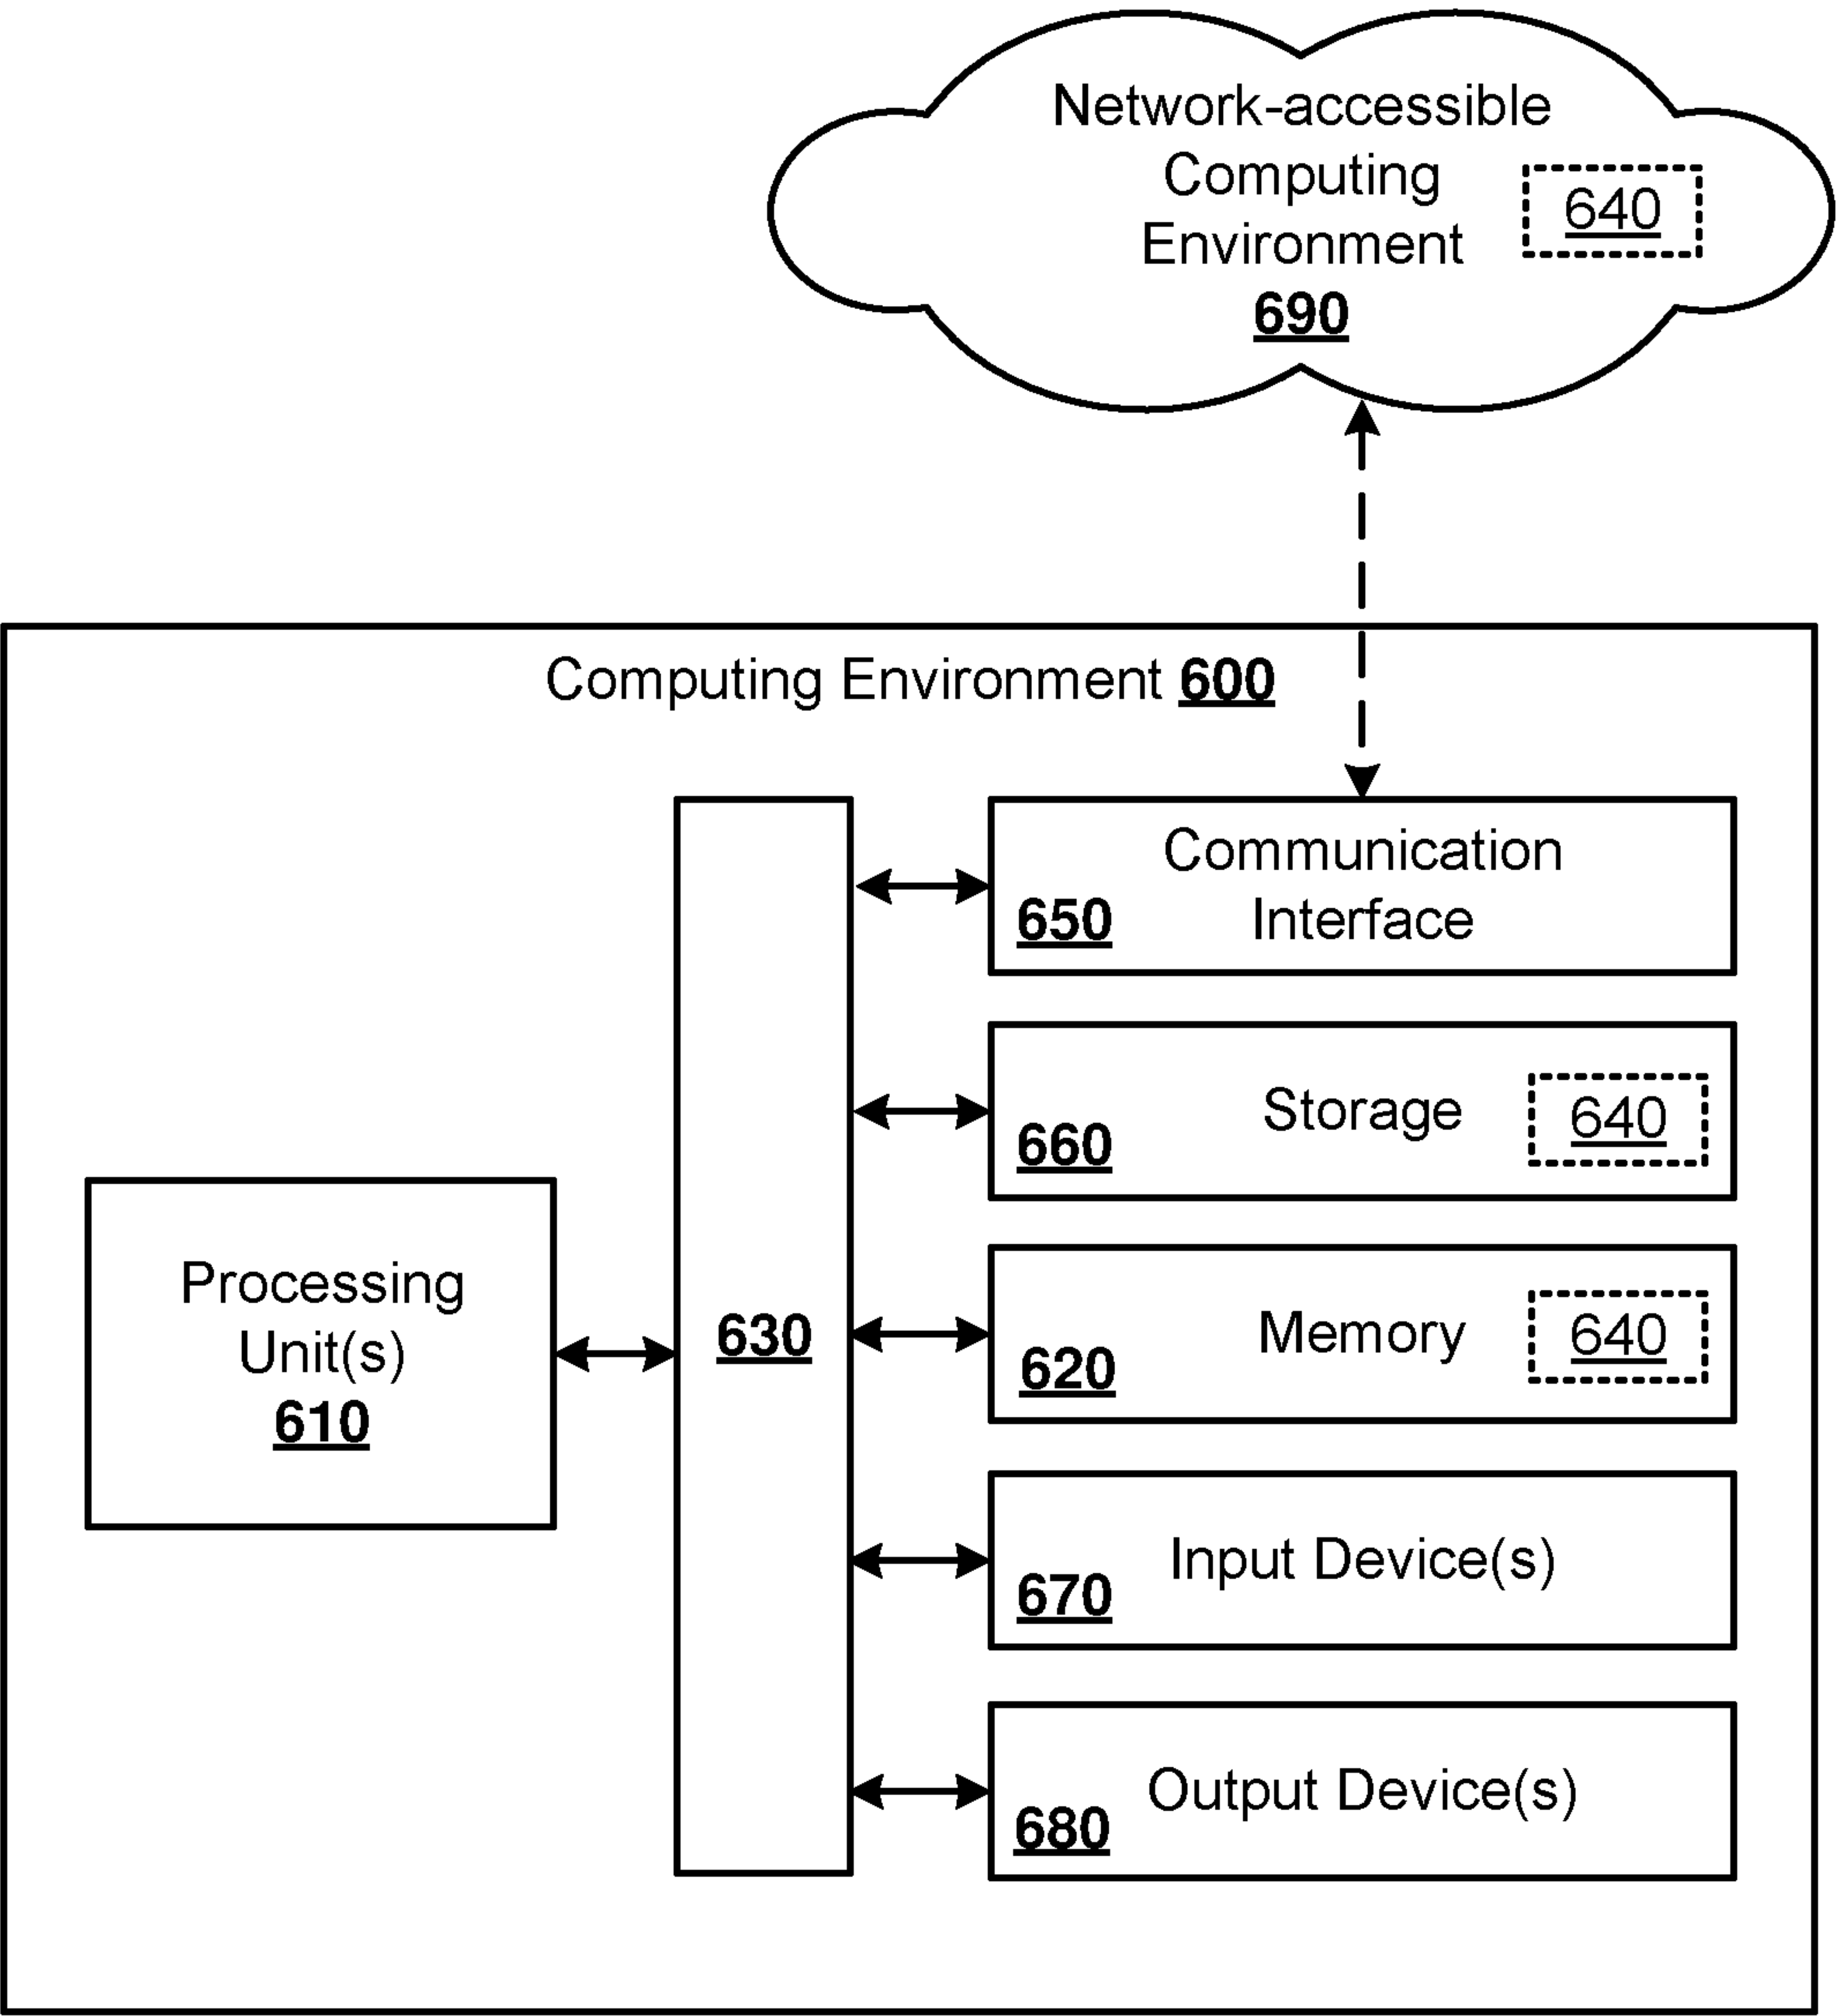 Network-accessible
Computing
Environment
640
690
Computing Environment 600
Communication
Interface
650
Storage
640
660
Processing
Unit(s)
610
630
Memory
640
620
Input Device(s)
670
Output Device(s)
680